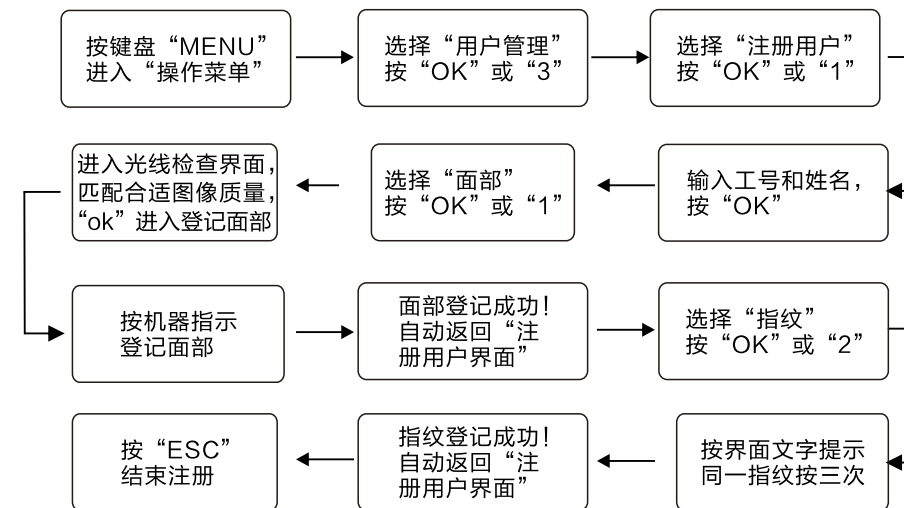 按键盘“MENU”
进入“操作菜单”
选择“用户管理”
按“OK”或“3”
选择“注册用户”
按“OK”或“1”
输入工号和姓名，
按“OK”
选择“面部”
按“OK”或“1”
进入光线检查界面，
匹配合适图像质量，
“ok”进入登记面部
按机器指示
登记面部
面部登记成功！
自动返回“注
册用户界面”
选择“指纹”
按“OK”或“2”
按界面文字提示
同一指纹按三次
指纹登记成功！
自动返回“注
册用户界面”
按“ESC”
结束注册